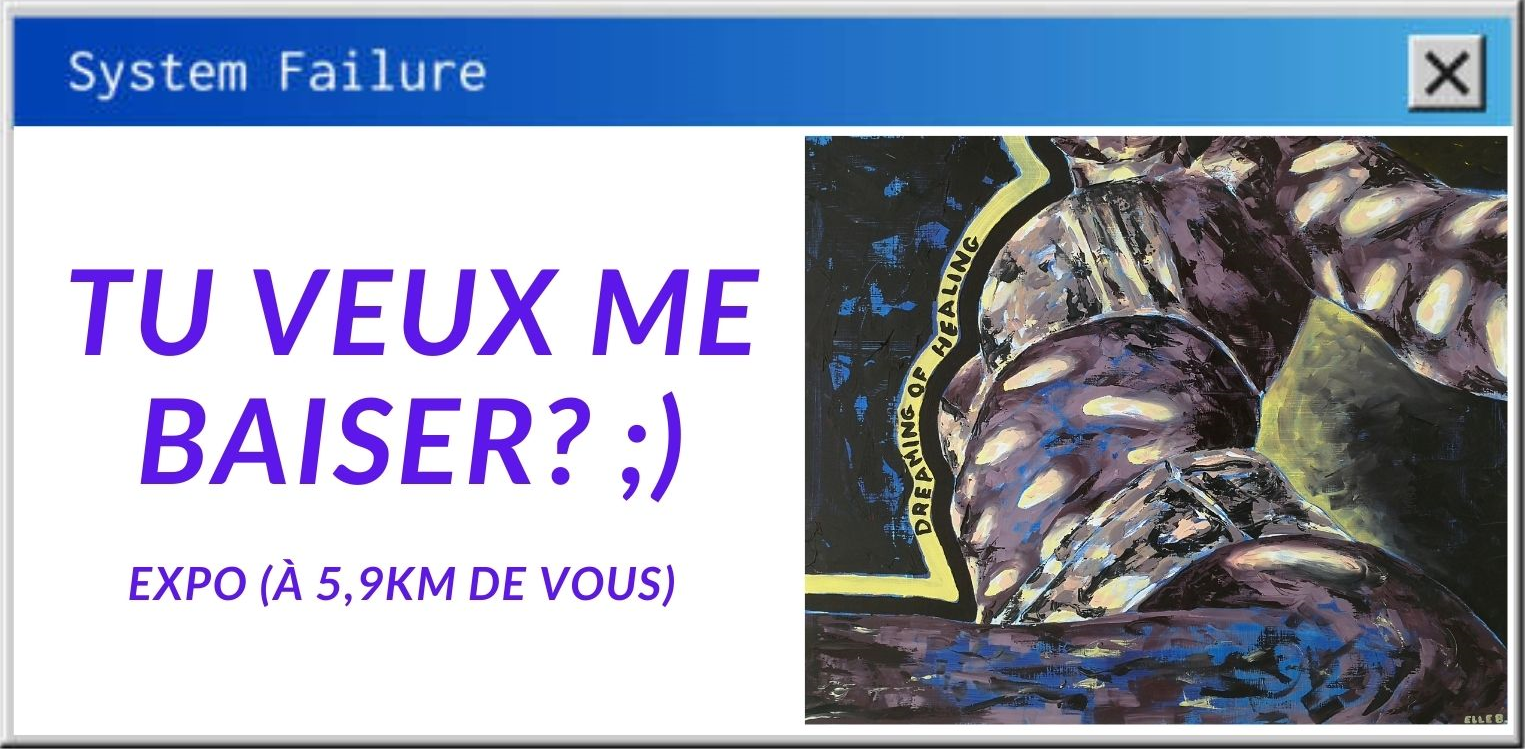 System Failure
TU VEUX ME
BAISER? ;)
EXPO (À 5,9KM DE VOUS)
DREAMING OF HEALING
ELLE B.